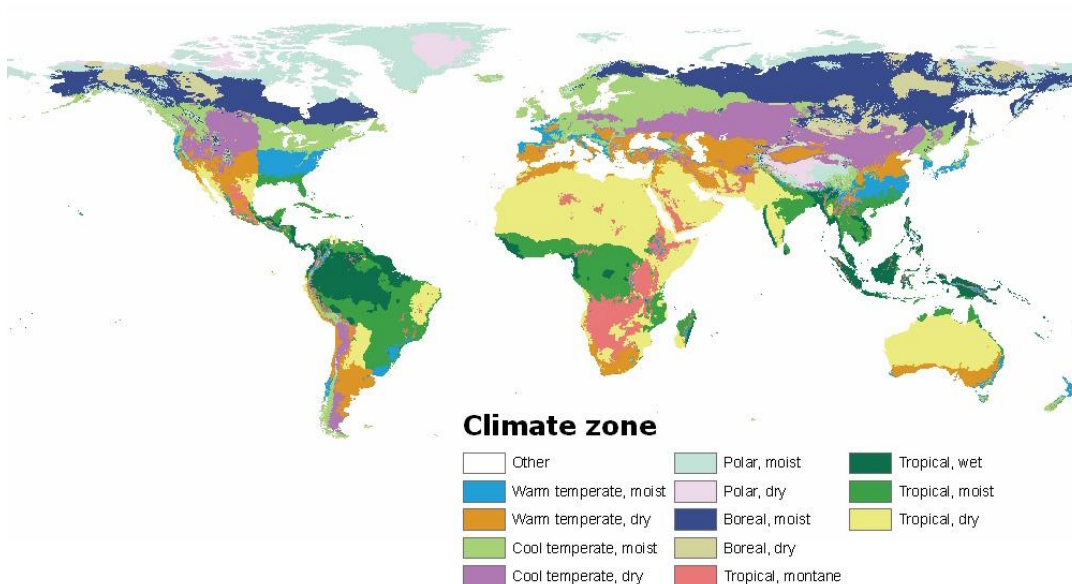 Climate zone
Other
Warm temperate, moist
Warm temperate, dry
Cool temperate, moist
Cool temperate, dry
Polar, moist
Polar, dry
Boreal, moist
Boreal, dry
Tropical, montane
Tropical, wet
Tropical, moist
Tropical, dry